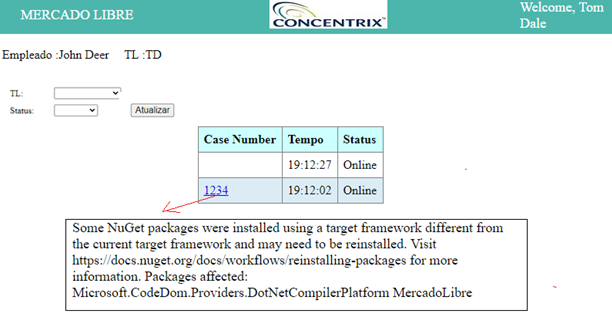 MERCADO LIBRE
CONCENTRIX™
Welcome, Tom
Dale
Empleado :John Deer TL :TD
TL:
Status: Atualizar
Case Number Tempo Status
19:12:27 Online
1234 19:12:02 Online
Some NuGet packages were installed using a target framework different from
the current target framework and may need to be reinstalled. Visit
https://docs.nuget.org/docs/workflows/reinstalling-packages for more
information. Packages affected:
Microsoft.CodeDom.Providers.DotNetCompilerPlatform MercadoLibre